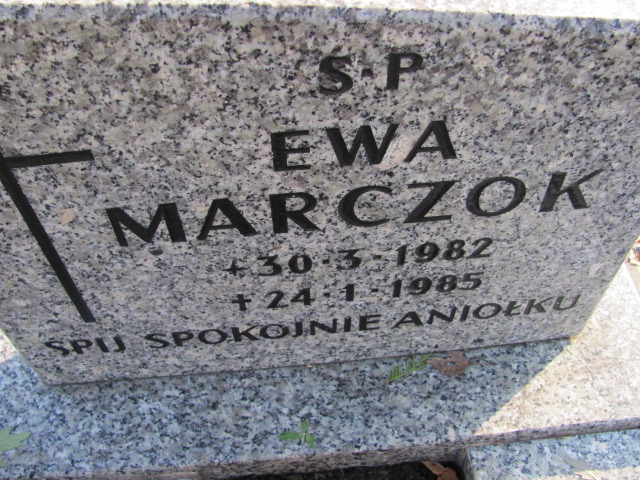 Ś·P
EWA
MARCZOK
+30·3·1982
+24·1·1985
ŚPIJ SPOKOJNIE ANIOŁKU